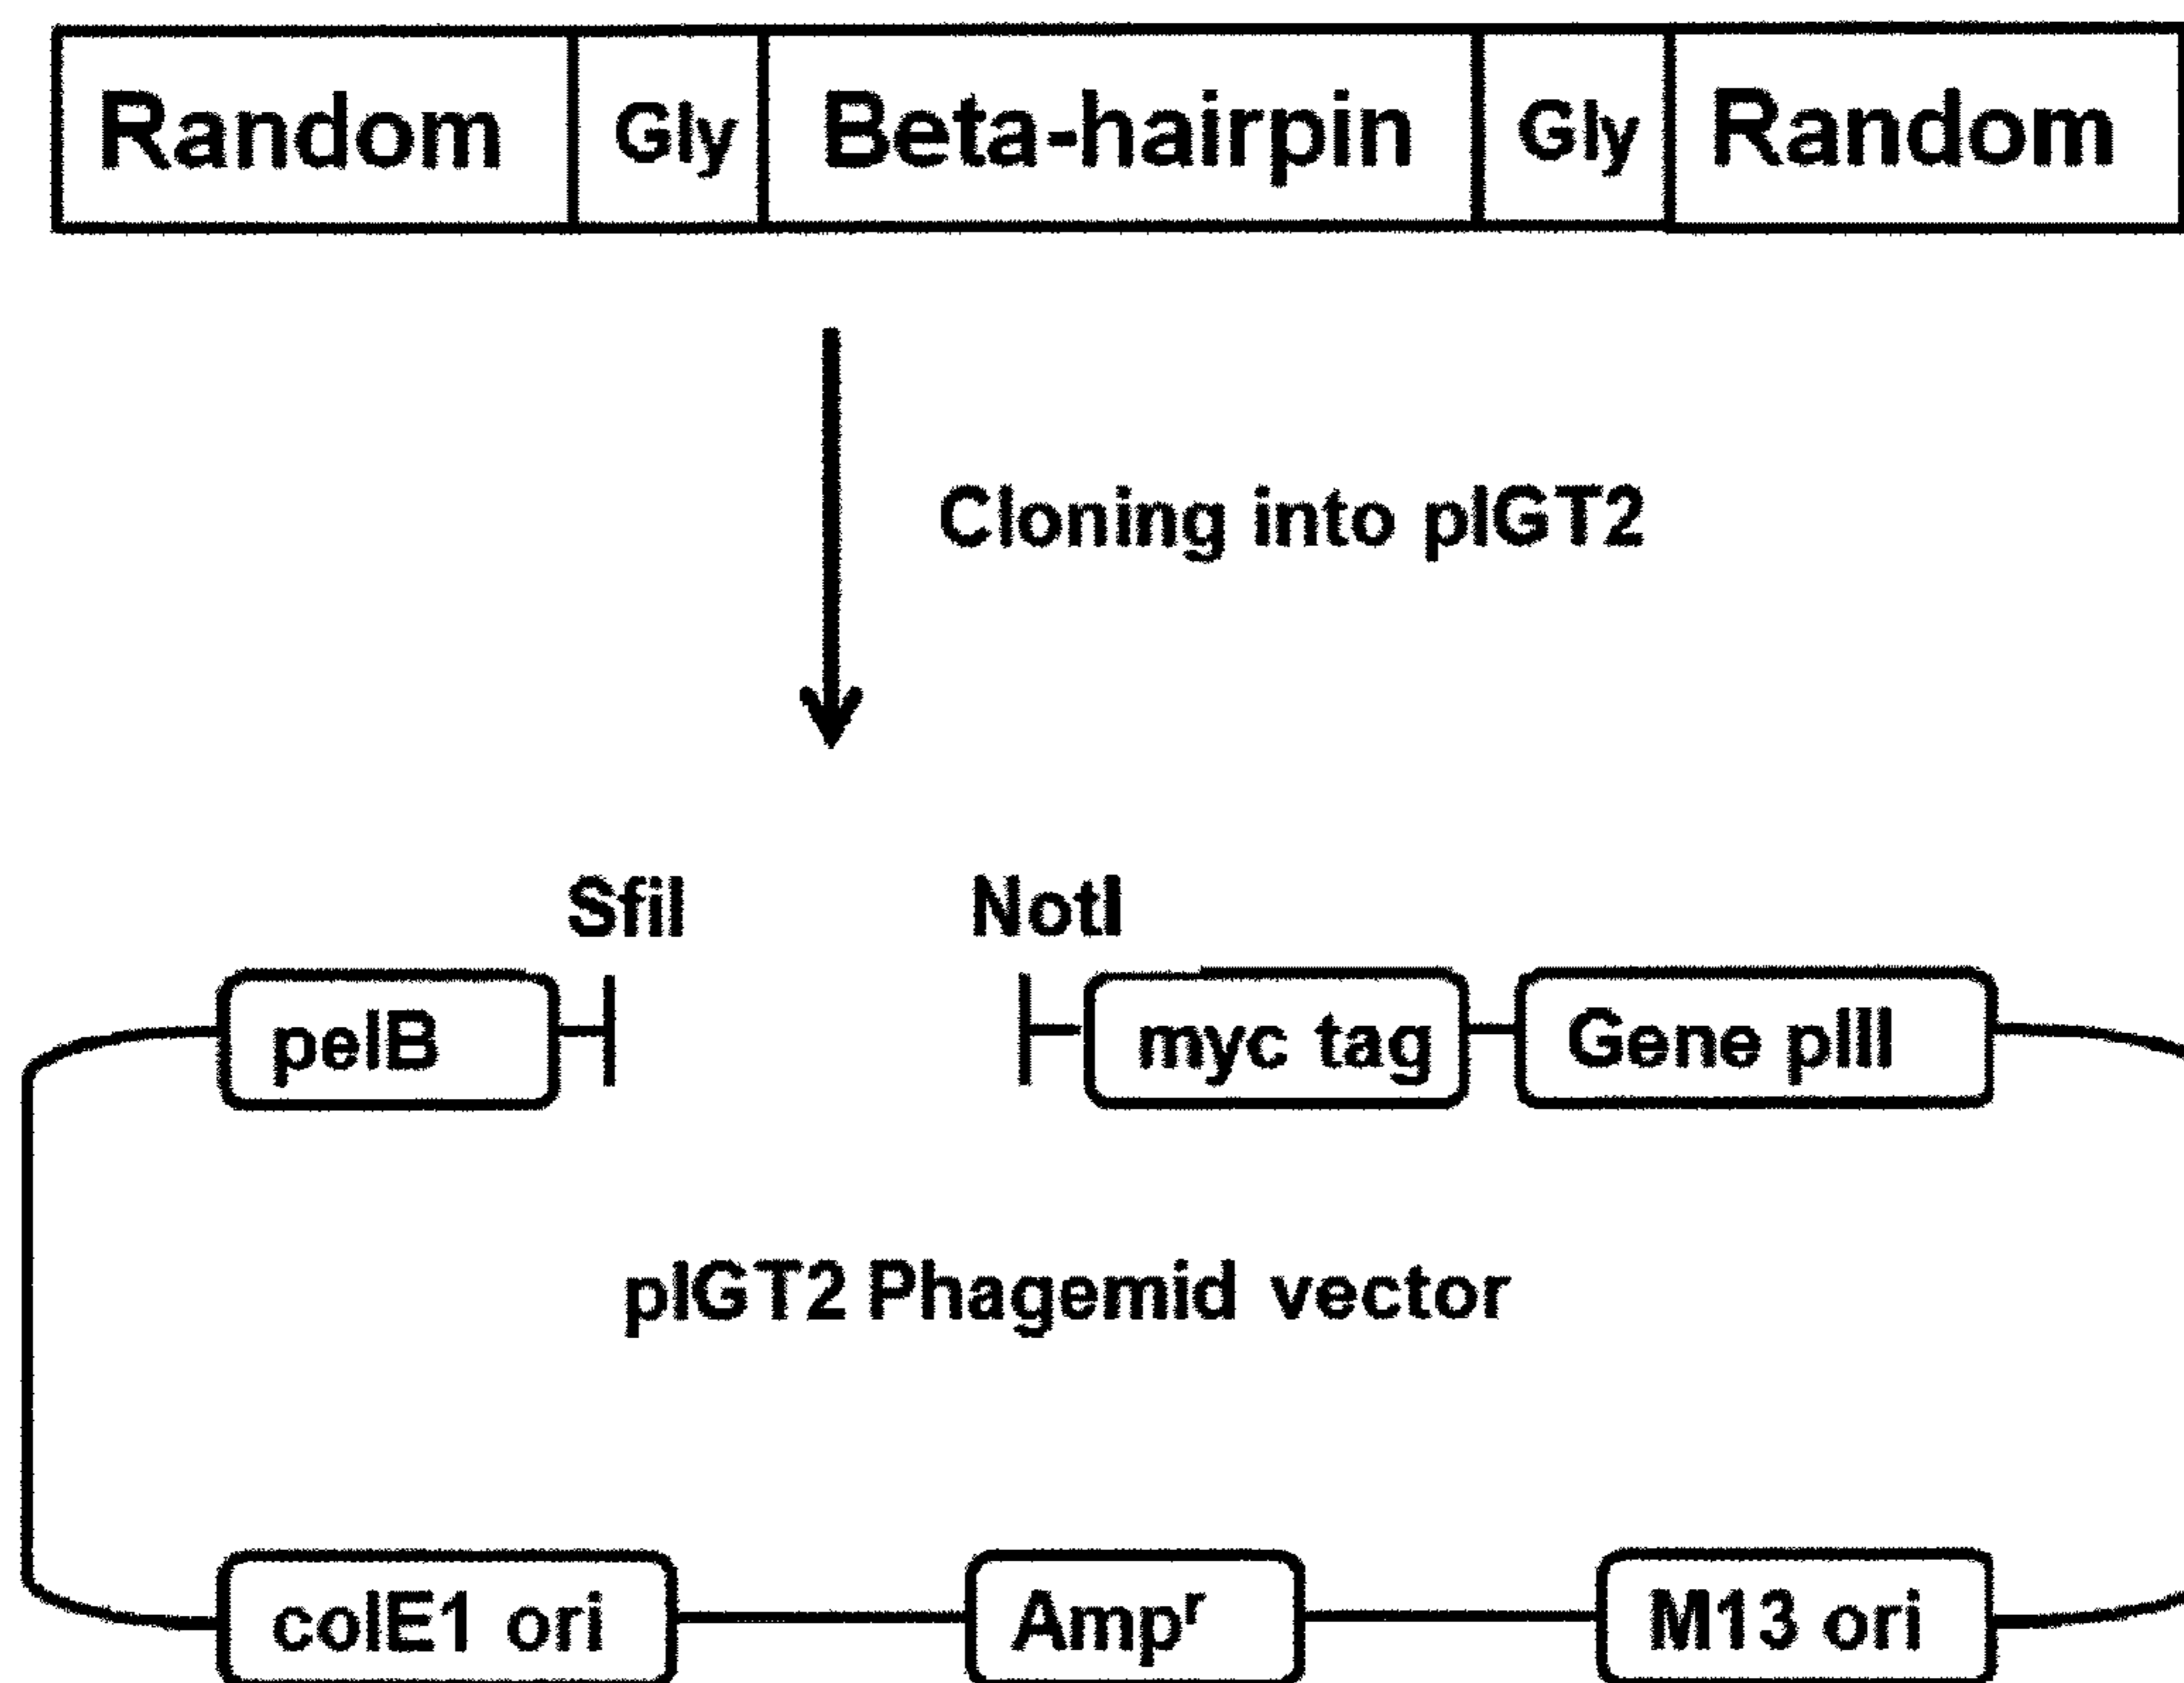 Random Gly Beta-hairpin Gly Random
Cloning into pIGT2
SfiI NotI
pelB myc tag Gene pIII
pIGT2 Phagemid vector
colE1 ori Ampʳ M13 ori